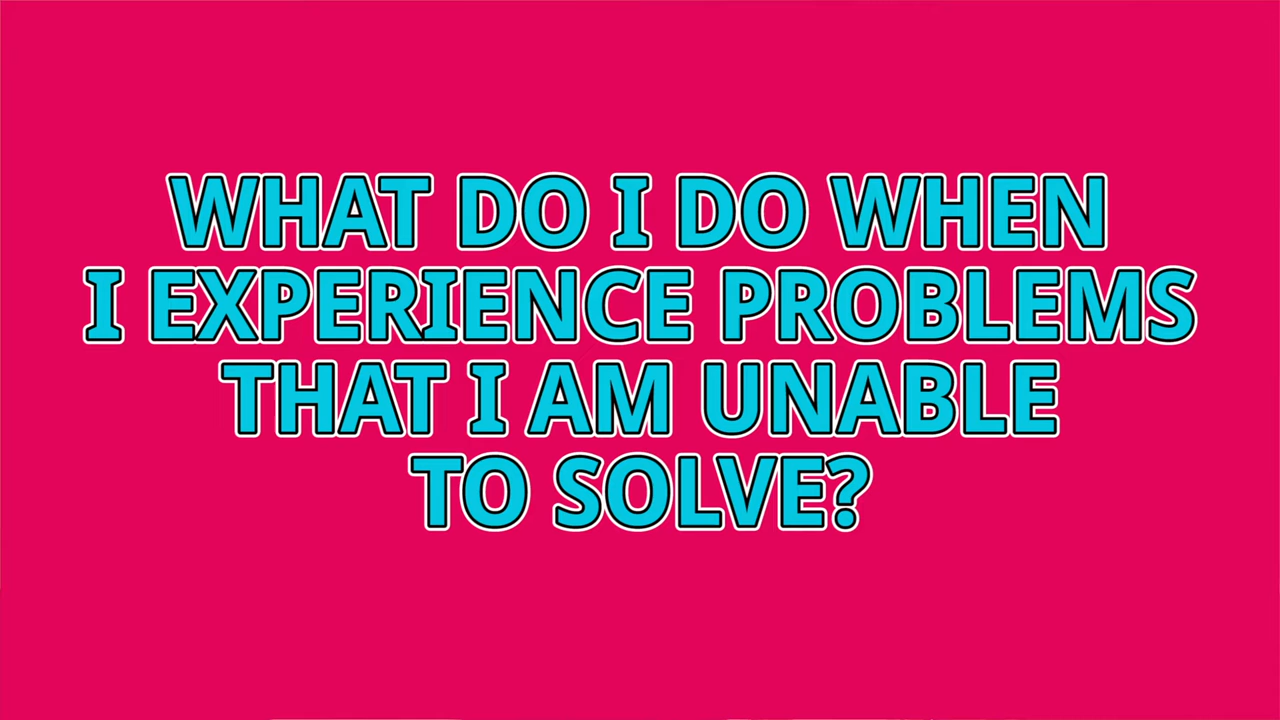 WHAT DO I DO WHEN
I EXPERIENCE PROBLEMS
THAT I AM UNABLE
TO SOLVE?